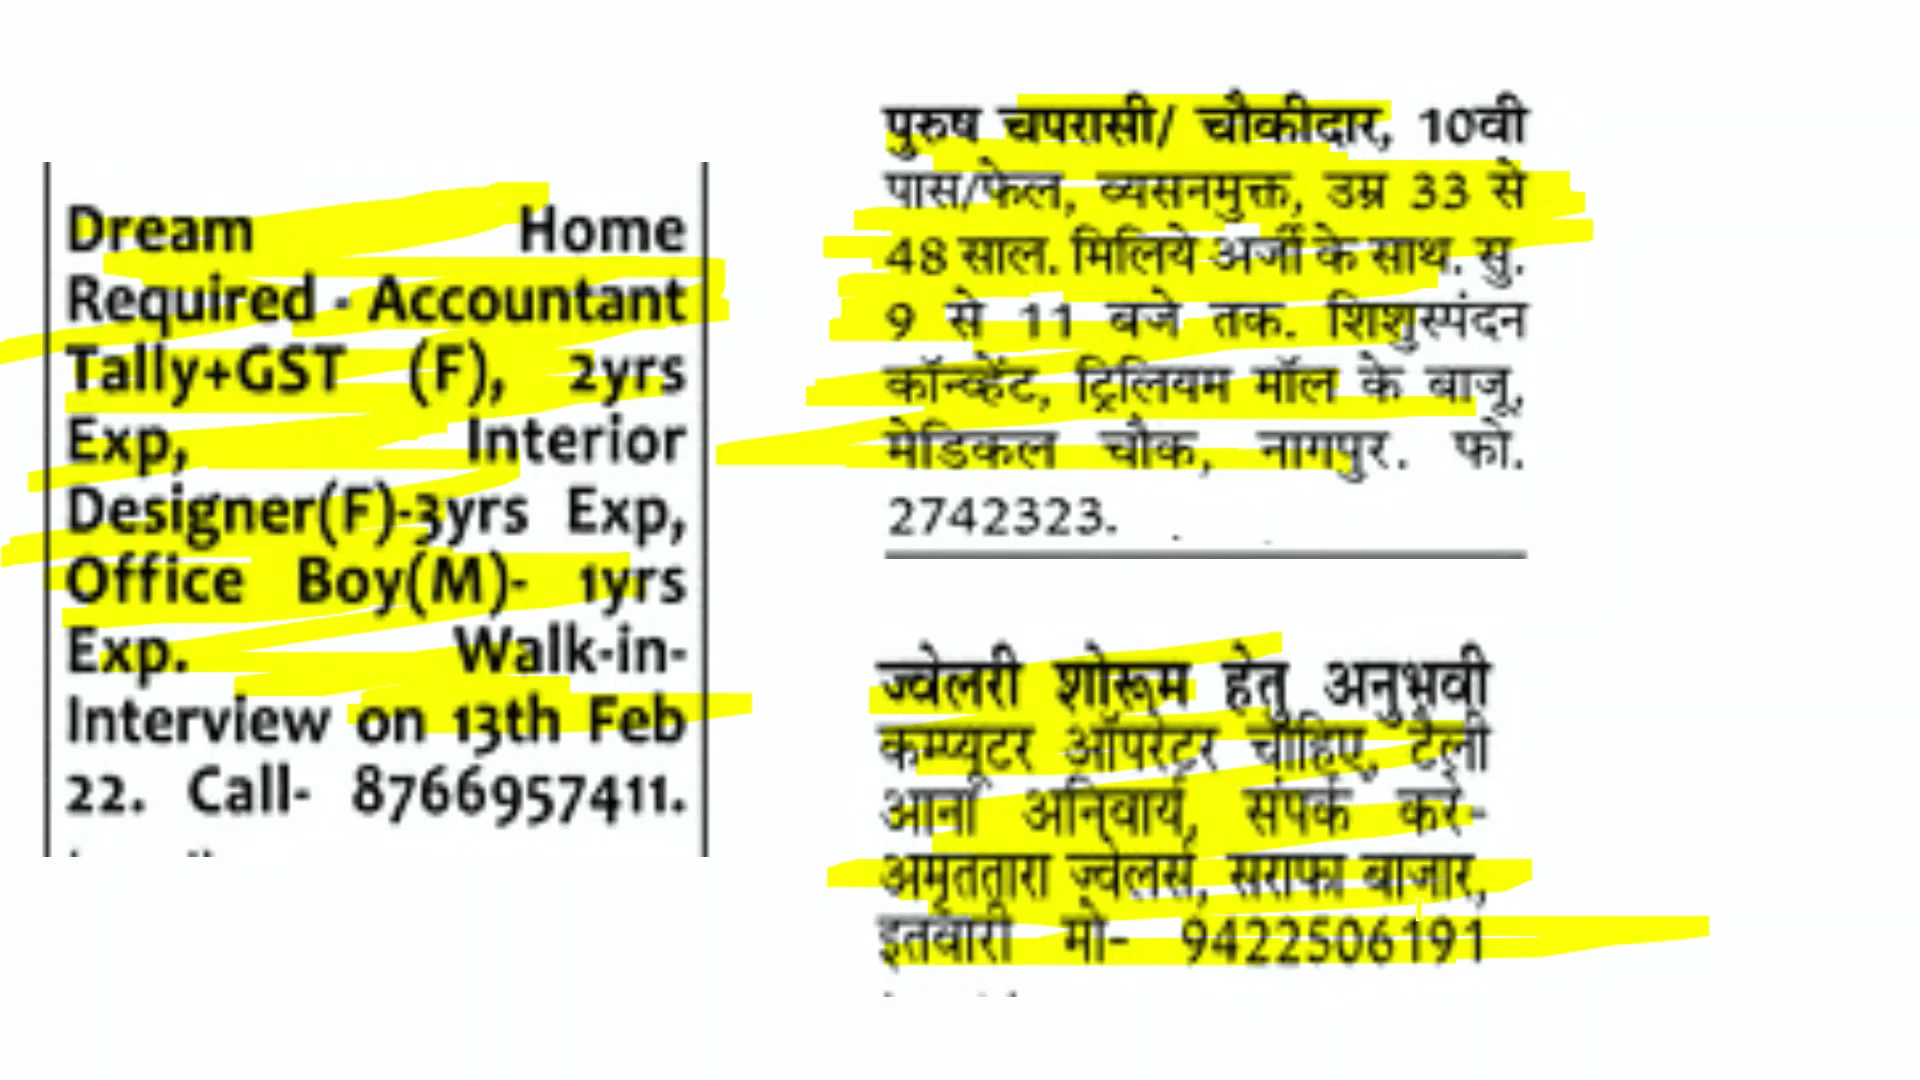 Dream Home
Required - Accountant
Tally+GST (F), 2yrs
Exp, Interior
Designer(F)-3yrs Exp,
Office Boy(M)- 1yrs
Exp. Walk-in-
Interview on 13th Feb
22. Call- 8766957411.
पुरुष चपरासी/ चौकीदार, 10वी
पास/फेल, व्यसनमुक्त, उम्र 33 से
48 साल. मिलिये अर्जी के साथ. सु.
9 से 11 बजे तक. शिशुस्पंदन
कॉन्व्हेंट, ट्रिलियम मॉल के बाजू,
मेडिकल चौक, नागपुर. फो.
2742323.
ज्वेलरी शोरूम हेतु अनुभवी
कम्प्यूटर ऑपरेटर चाहिए, टैली
आना अनिवार्य, संपर्क करे-
अमृततारा ज्वेलर्स, सराफा बाजार,
इतवारी मो- 9422506191